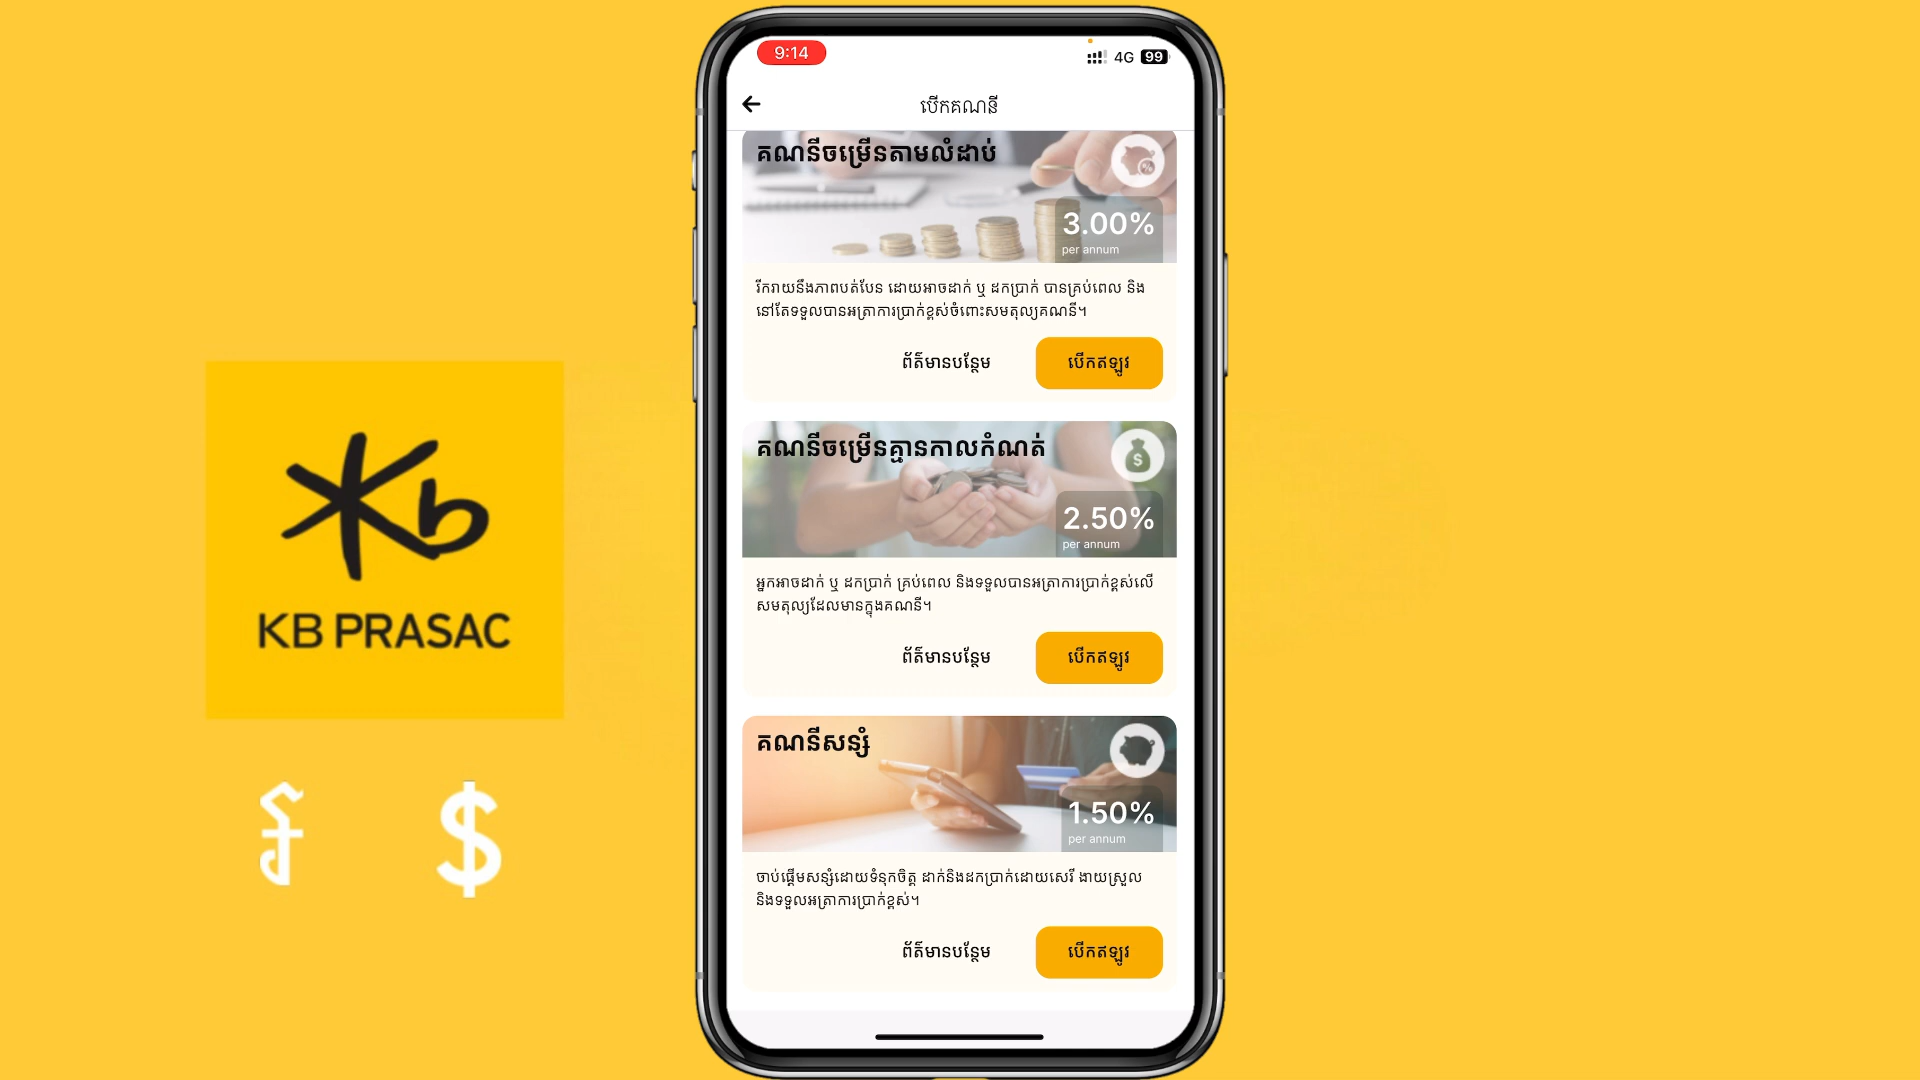 9:14
4G 99
បើកគណនី
គណនីចម្រើនតាមលំដាប់
3.00%
per annum
រីករាយនឹងភាពបត់បែន ដោយអាចដាក់ ឬ ដកប្រាក់ បានគ្រប់ពេល និង
នៅតែទទួលបានអត្រាការប្រាក់ខ្ពស់ចំពោះសមតុល្យគណនី។
ព័ត៌មានបន្ថែម
បើកឥឡូវ
គណនីចម្រើនគ្មានកាលកំណត់
2.50%
per annum
អ្នកអាចដាក់ ឬ ដកប្រាក់ គ្រប់ពេល និងទទួលបានអត្រាការប្រាក់ខ្ពស់លើ
សមតុល្យដែលមានក្នុងគណនី។
ព័ត៌មានបន្ថែម
បើកឥឡូវ
គណនីសន្សំ
1.50%
per annum
ចាប់ផ្តើមសន្សំដោយទំនុកចិត្ត ដាក់និងដកប្រាក់ដោយសេរី ងាយស្រួល
និងទទួលអត្រាការប្រាក់ខ្ពស់។
ព័ត៌មានបន្ថែម
បើកឥឡូវ
Kb
KB PRASAC
៛ $